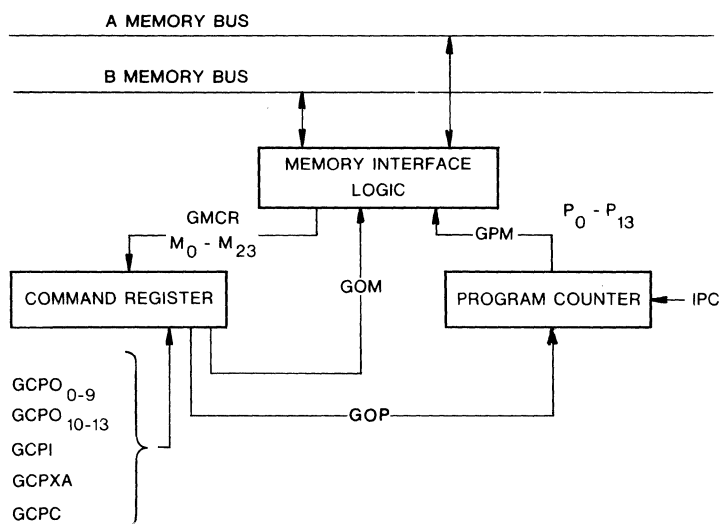 A MEMORY BUS
B MEMORY BUS
MEMORY INTERFACE
LOGIC
GMCR
M0 - M23
P0 - P13
GPM
COMMAND REGISTER
GOM
PROGRAM COUNTER
IPC
GCPO0-9
GCPO10-13
GOP
GCPI
GCPXA
GCPC